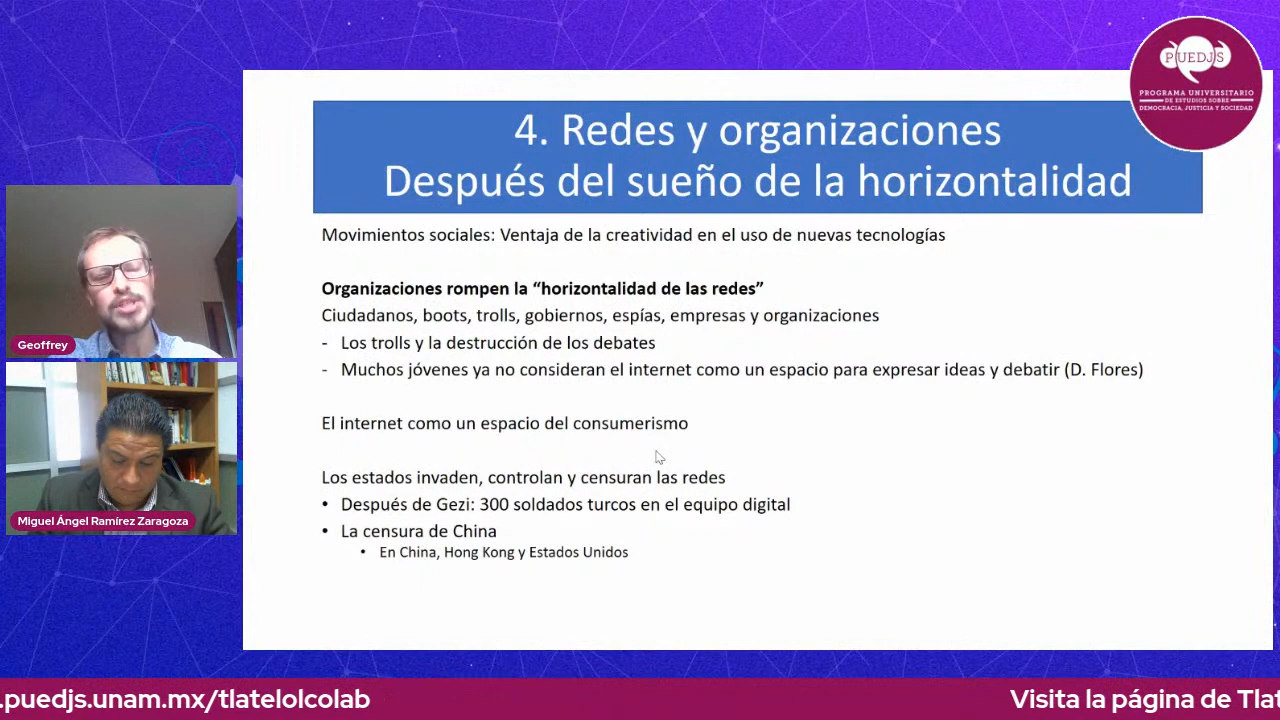 PUEDJS
PROGRAMA UNIVERSITARIO
DE ESTUDIOS SOBRE
DEMOCRACIA, JUSTICIA Y SOCIEDAD
4. Redes y organizaciones
Después del sueño de la horizontalidad
Movimientos sociales: Ventaja de la creatividad en el uso de nuevas tecnologías
Organizaciones rompen la “horizontalidad de las redes”
Ciudadanos, boots, trolls, gobiernos, espías, empresas y organizaciones
- Los trolls y la destrucción de los debates
- Muchos jóvenes ya no consideran el internet como un espacio para expresar ideas y debatir (D. Flores)
El internet como un espacio del consumerismo
Los estados invaden, controlan y censuran las redes
• Después de Gezi: 300 soldados turcos en el equipo digital
• La censura de China
• En China, Hong Kong y Estados Unidos
Geoffrey
Miguel Ángel Ramírez Zaragoza
.puedjs.unam.mx/tlatelolcolab
Visita la página de Tlat